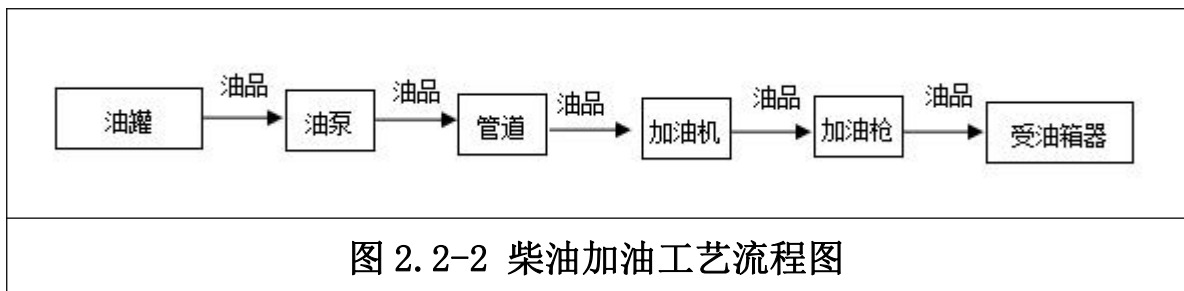 油品 油品 油品 油品 油品
油罐 油泵 管道 加油机 加油枪 受油箱器
图 2.2-2 柴油加油工艺流程图